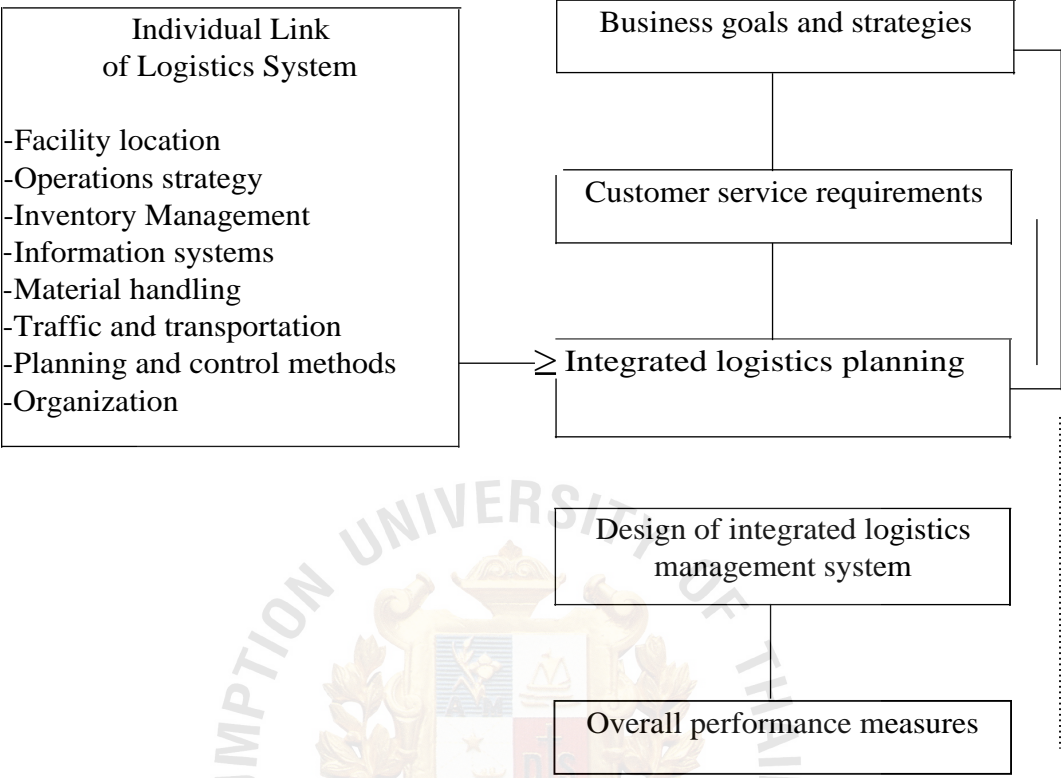 Individual Link
of Logistics System
-Facility location
-Operations strategy
-Inventory Management
-Information systems
-Material handling
-Traffic and transportation
-Planning and control methods
-Organization
Business goals and strategies
Customer service requirements
≥ Integrated logistics planning
Design of integrated logistics
management system
Overall performance measures
UNIVERSITY OF